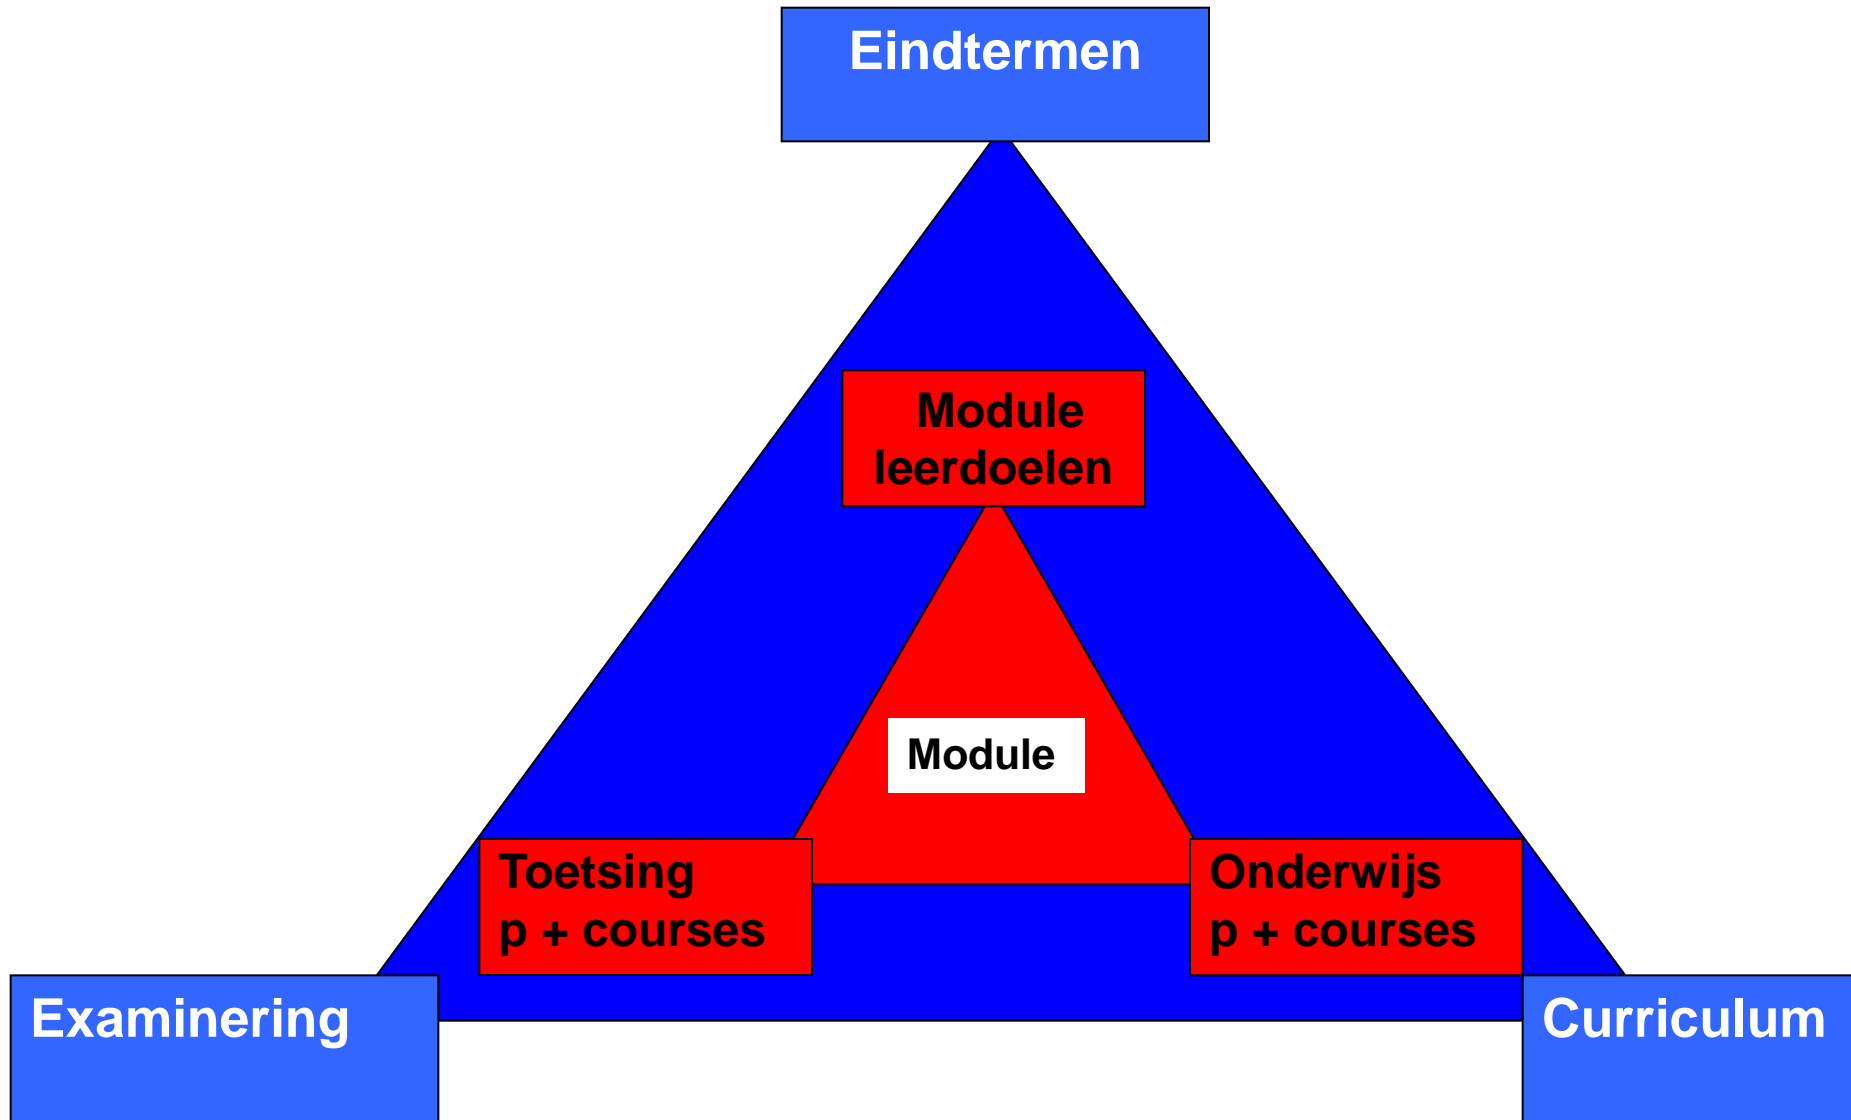 Eindtermen
Module
leerdoelen
Module
Toetsing
p + courses
Onderwijs
p + courses
Examinering
Curriculum